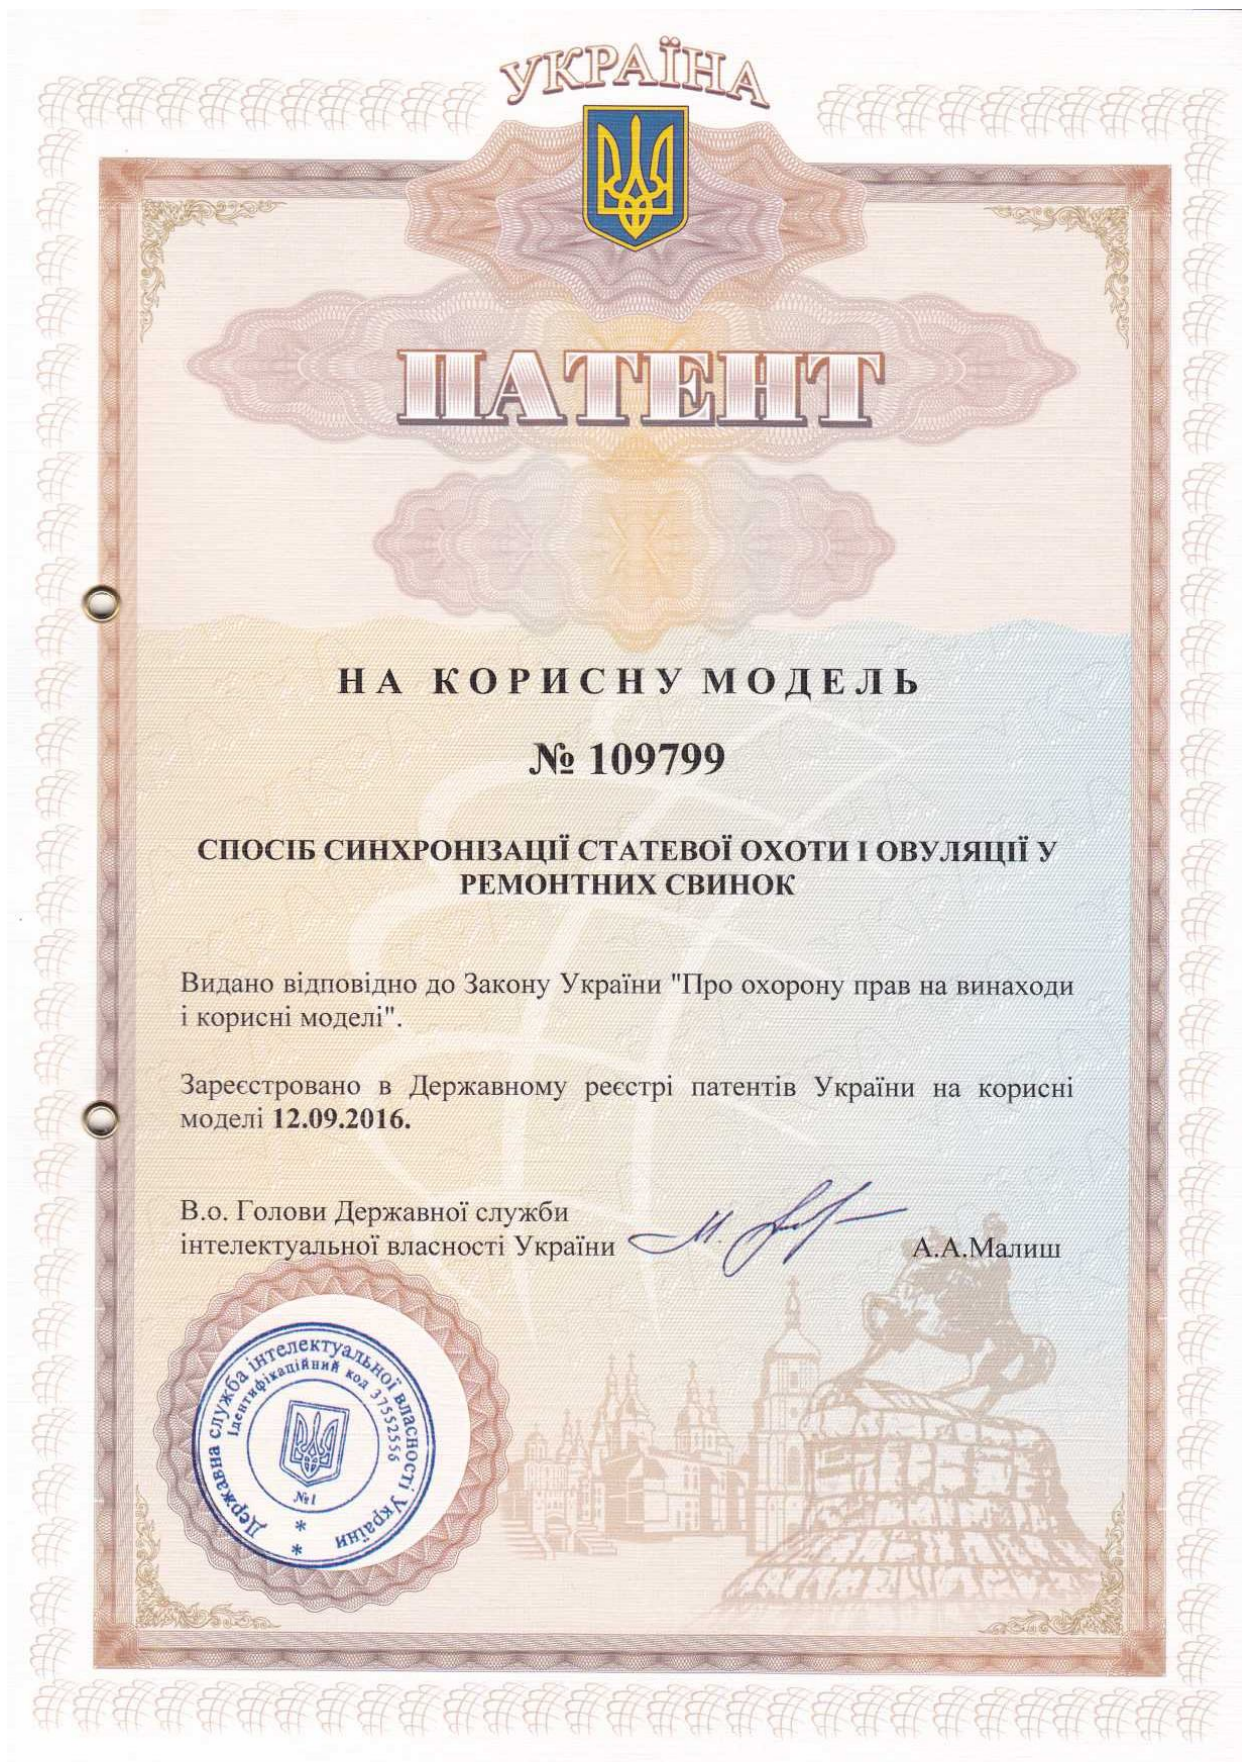 УКРАЇНА
ПАТЕНТ
НА КОРИСНУ МОДЕЛЬ
№ 109799
СПОСІБ СИНХРОНІЗАЦІЇ СТАТЕВОЇ ОХОТИ І ОВУЛЯЦІЇ У
РЕМОНТНИХ СВИНОК
Видано відповідно до Закону України "Про охорону прав на винаходи
і корисні моделі".
Зареєстровано в Державному реєстрі патентів України на корисні
моделі 12.09.2016.
В.о. Голови Державної служби
інтелектуальної власності України
А.А.Малиш
Державна служба інтелектуальної власності України
Ідентифікаційний код 37552556
№1